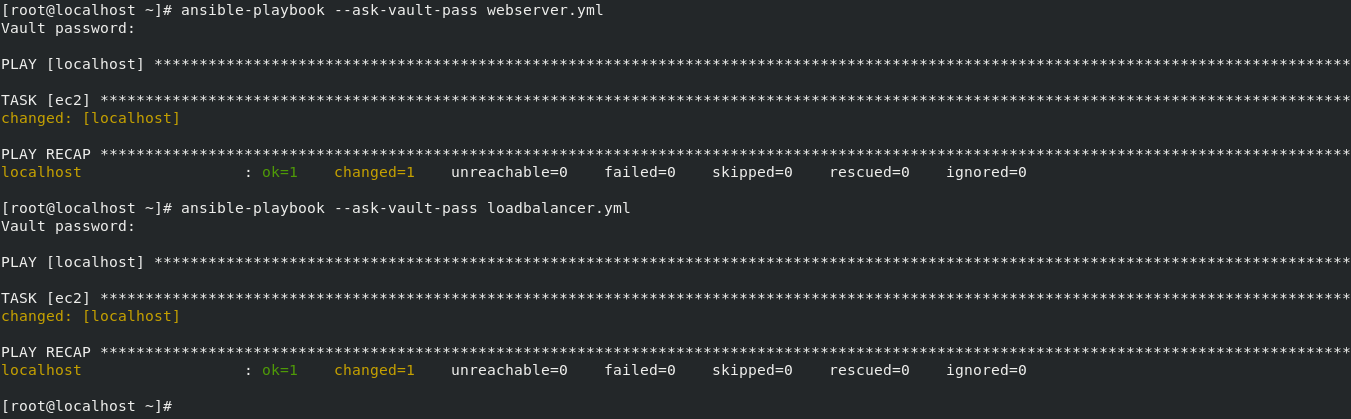 [root@localhost ~]# ansible-playbook --ask-vault-pass webserver.yml
Vault password:
PLAY [localhost] *************************************************************************************************************************************
TASK [ec2] *******************************************************************************************************************************************
changed: [localhost]
PLAY RECAP *******************************************************************************************************************************************
localhost                  : ok=1    changed=1    unreachable=0    failed=0    skipped=0    rescued=0    ignored=0
[root@localhost ~]# ansible-playbook --ask-vault-pass loadbalancer.yml
Vault password:
PLAY [localhost] *************************************************************************************************************************************
TASK [ec2] *******************************************************************************************************************************************
changed: [localhost]
PLAY RECAP *******************************************************************************************************************************************
localhost                  : ok=1    changed=1    unreachable=0    failed=0    skipped=0    rescued=0    ignored=0
[root@localhost ~]#